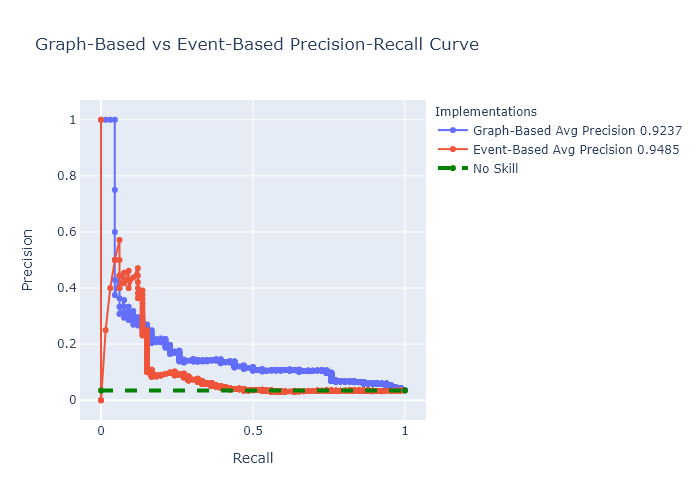 Graph-Based vs Event-Based Precision-Recall Curve
Implementations
Graph-Based Avg Precision 0.9237
Event-Based Avg Precision 0.9485
No Skill
Precision
1
0.8
0.6
0.4
0.2
0
0
0.5
1
Recall